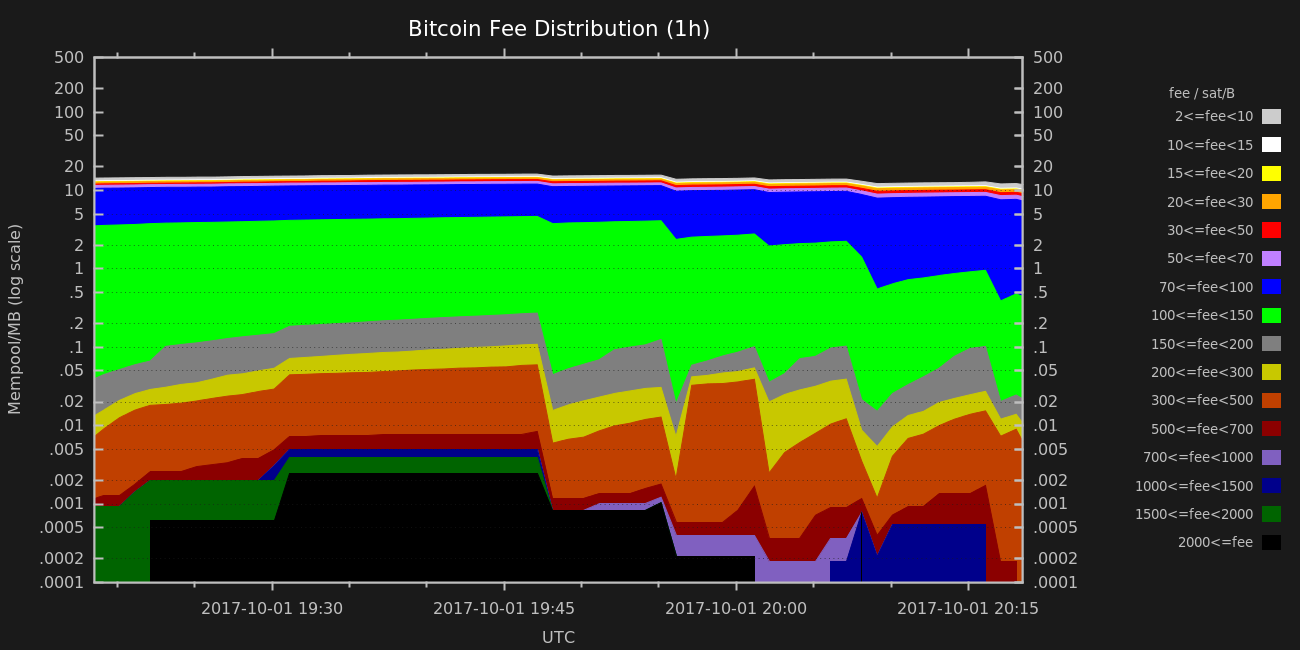 Bitcoin Fee Distribution (1h)
Mempool/MB (log scale)
500
200
100
50
20
10
5
2
1
.5
.2
.1
.05
.02
.01
.005
.002
.001
.0005
.0002
.0001
500
200
100
50
20
10
5
2
1
.5
.2
.1
.05
.02
.01
.005
.002
.001
.0005
.0002
.0001
2017-10-01 19:30 2017-10-01 19:45 2017-10-01 20:00 2017-10-01 20:15
UTC
fee / sat/B
2<=fee<10
10<=fee<15
15<=fee<20
20<=fee<30
30<=fee<50
50<=fee<70
70<=fee<100
100<=fee<150
150<=fee<200
200<=fee<300
300<=fee<500
500<=fee<700
700<=fee<1000
1000<=fee<1500
1500<=fee<2000
2000<=fee